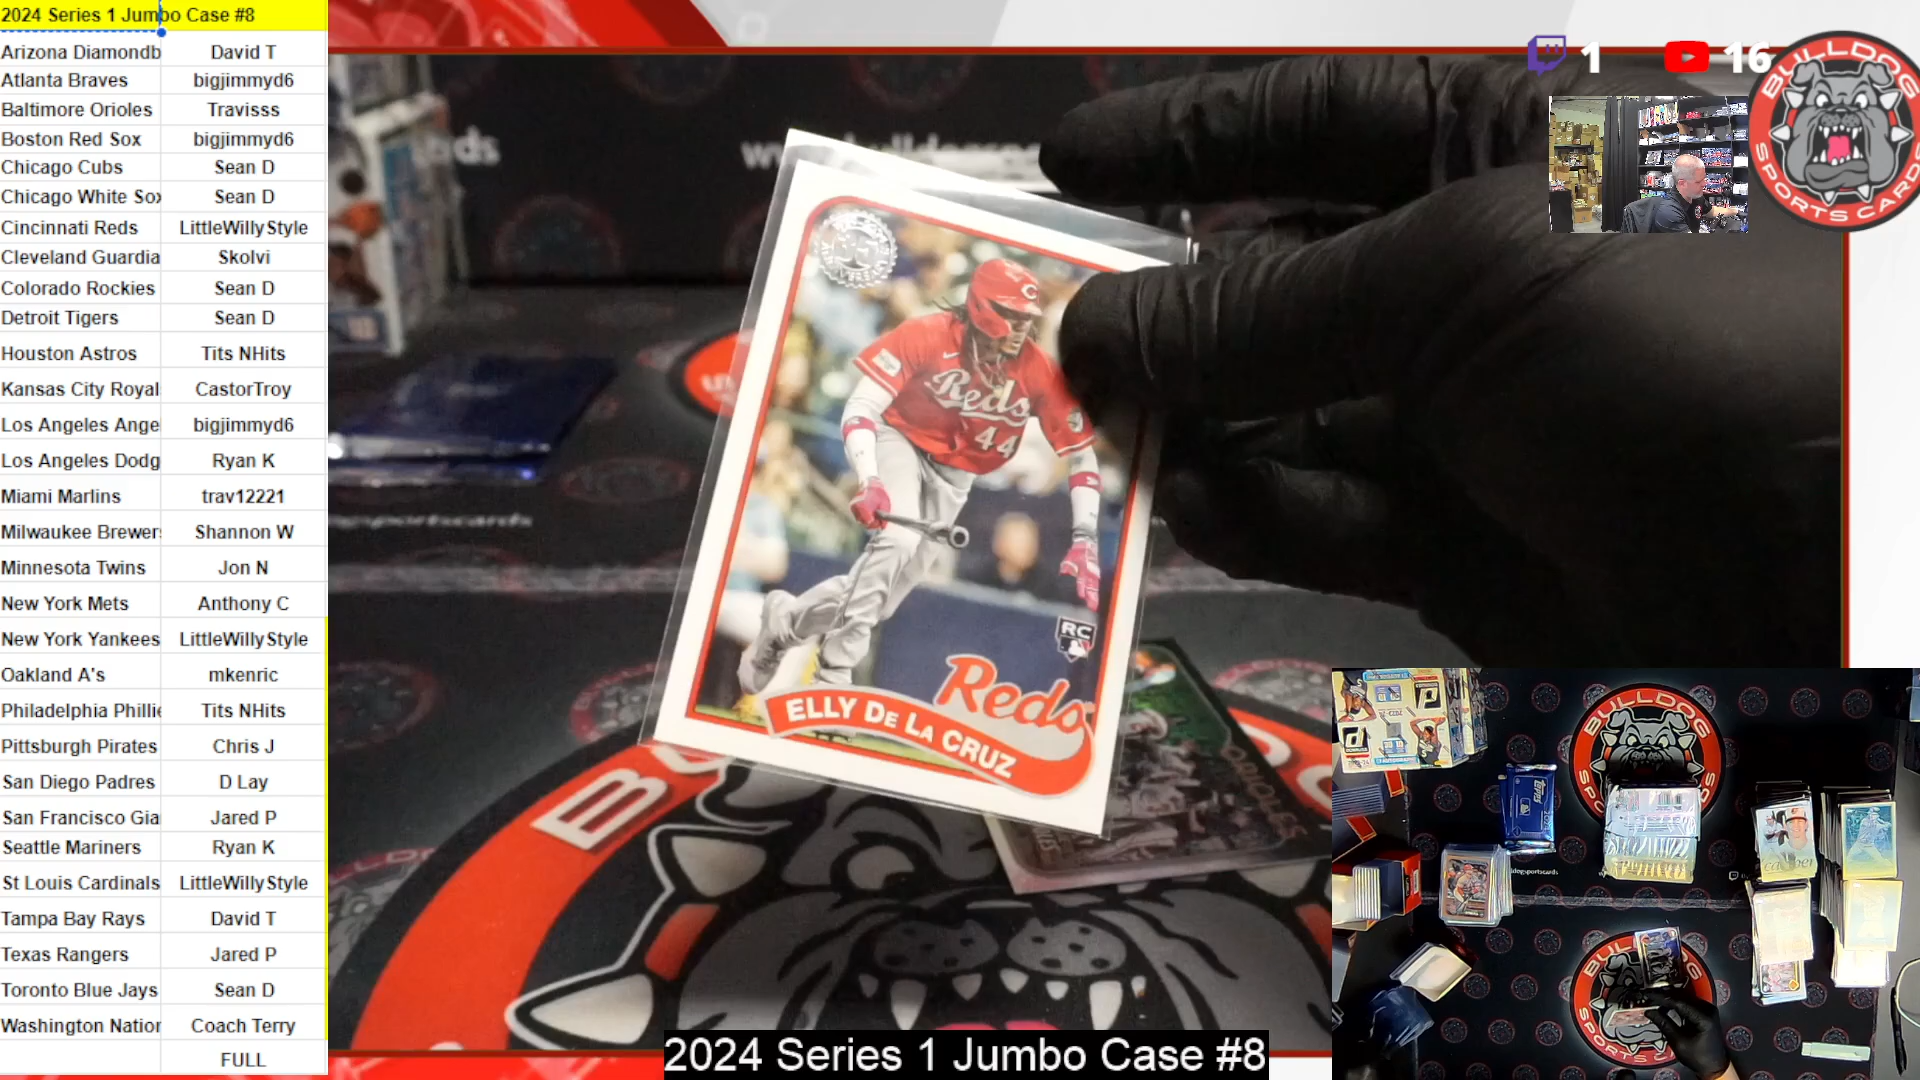 2024 Series 1 Jumbo Case #8
Arizona Diamondb David T
Atlanta Braves bigjimmyd6
Baltimore Orioles Travisss
Boston Red Sox bigjimmyd6
Chicago Cubs Sean D
Chicago White Sox Sean D
Cincinnati Reds LittleWillyStyle
Cleveland Guardia Skolvi
Colorado Rockies Sean D
Detroit Tigers Sean D
Houston Astros Tits NHits
Kansas City Royal CastorTroy
Los Angeles Ange bigjimmyd6
Los Angeles Dodg Ryan K
Miami Marlins trav12221
Milwaukee Brewer Shannon W
Minnesota Twins Jon N
New York Mets Anthony C
New York Yankees LittleWillyStyle
Oakland A's mkenric
Philadelphia Phillie Tits NHits
Pittsburgh Pirates Chris J
San Diego Padres D Lay
San Francisco Gia Jared P
Seattle Mariners Ryan K
St Louis Cardinals LittleWillyStyle
Tampa Bay Rays David T
Texas Rangers Jared P
Toronto Blue Jays Sean D
Washington Nation Coach Terry
FULL
1 16
BULLDOG
SPORTS CARDS
C
Reds
44
RC
Reds
ELLY DE LA CRUZ
ORIOLES
BULLDOG
2024 Series 1 Jumbo Case #8